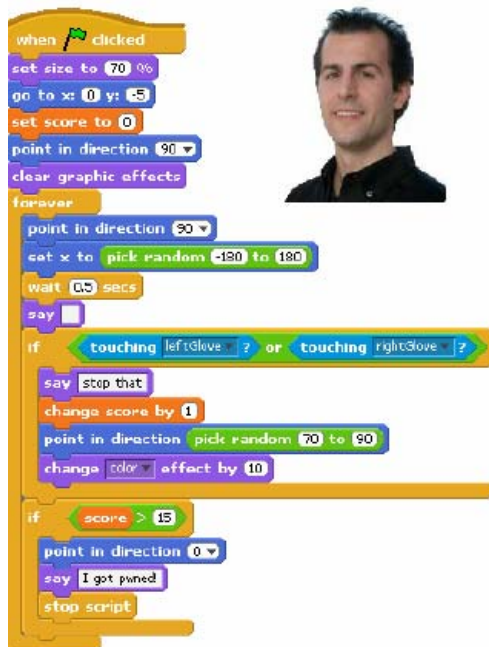 when clicked
set size to 70 %
go to x: 0 y: -5
set score to 0
point in direction 90
clear graphic effects
forever
point in direction 90
set x to pick random -180 to 180
wait 0.5 secs
say
if touching leftGlove ? or touching rightGlove ?
say stop that
change score by 1
point in direction pick random 70 to 90
change color effect by 10
if score > 15
point in direction 0
say I got pwned!
stop script